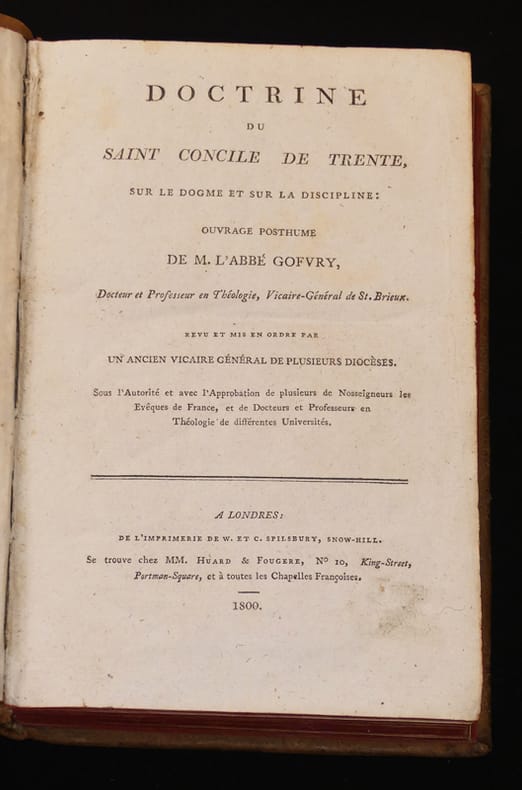 DOCTRINE
DU
SAINT CONCILE DE TRENTE,
SUR LE DOGME ET SUR LA DISCIPLINE:
OUVRAGE POSTHUME
DE M. L'ABBÉ GOFVRY,
Docteur et Professeur en Théologie, Vicaire-Général de St. Brieux.
REVU ET MIS EN ORDRE PAR
UN ANCIEN VICAIRE GÉNÉRAL DE PLUSIEURS DIOCÈSES.
Sous l'Autorité et avec l'Approbation de plusieurs de Nosseigneurs les
Evêques de France, et de Docteurs et Professeurs en
Théologie de différentes Universités.
A LONDRES:
DE L'IMPRIMERIE DE W. ET C. SPILSBURY, SNOW-HILL.
Se trouve chez MM. HUARD & FOUGERE, No 10, King-Street,
Portman-Square, et à toutes les Chapelles Françoises.
1800.